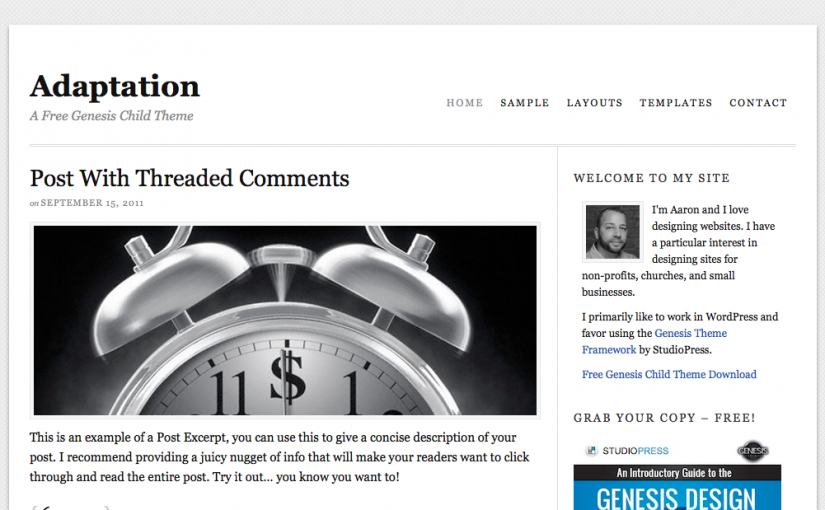 Adaptation
A Free Genesis Child Theme
HOME SAMPLE LAYOUTS TEMPLATES CONTACT
Post With Threaded Comments
on SEPTEMBER 15, 2011
11 $ 1
This is an example of a Post Excerpt, you can use this to give a concise description of your
post. I recommend providing a juicy nugget of info that will make your readers want to click
through and read the entire post. Try it out... you know you want to!
WELCOME TO MY SITE
I'm Aaron and I love
designing websites. I have
a particular interest in
designing sites for
non-profits, churches, and small
businesses.
I primarily like to work in WordPress and
favor using the Genesis Theme
Framework by StudioPress.
Free Genesis Child Theme Download
GRAB YOUR COPY – FREE!
STUDIOPRESS GENESIS
An Introductory Guide to the
GENESIS DESIGN